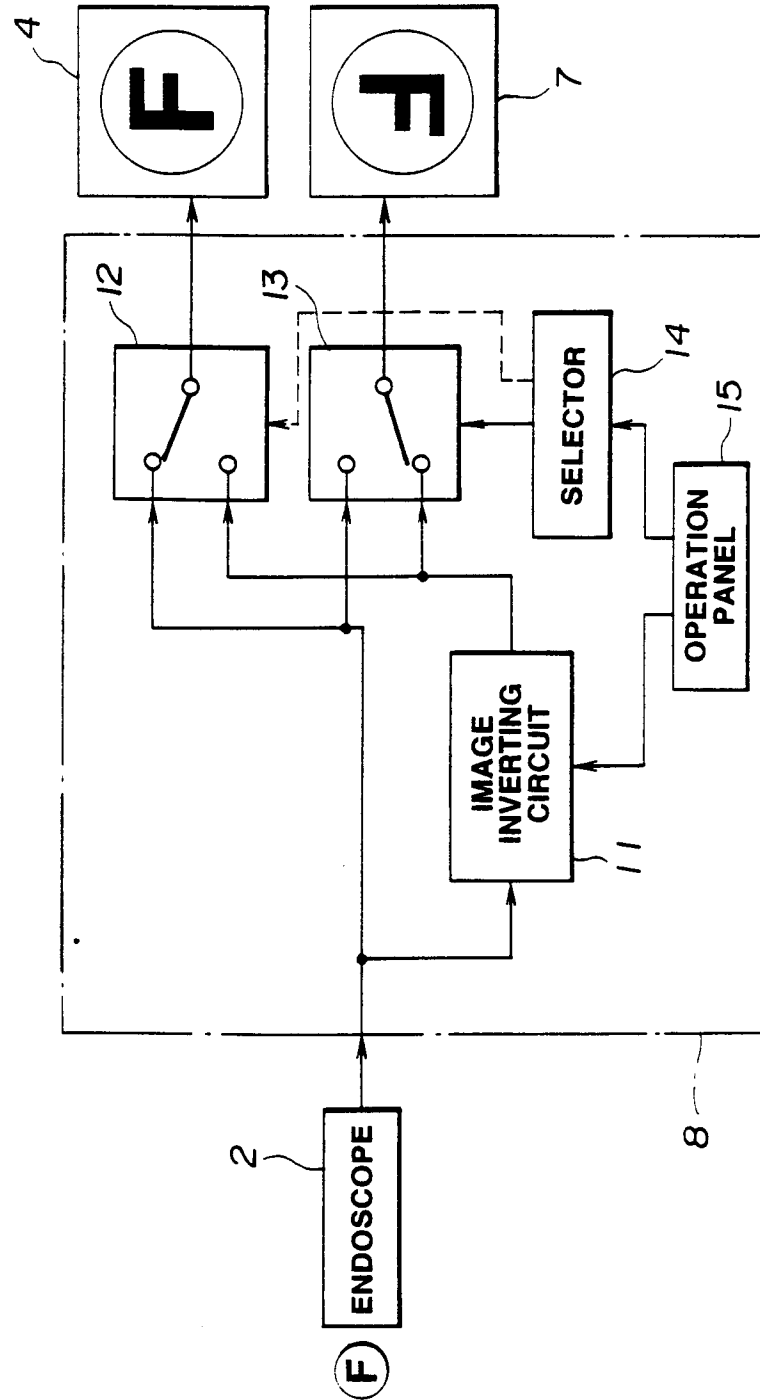 4
F
7
F
12
13
SELECTOR
14
OPERATION
PANEL
15
IMAGE
INVERTING
CIRCUIT
11
2
ENDOSCOPE
F
8